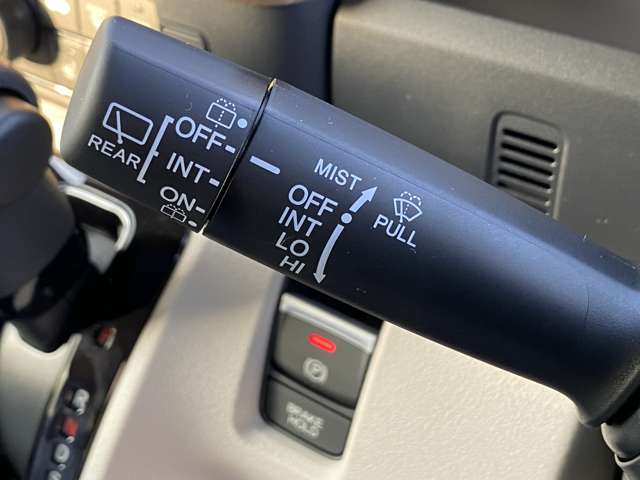 REAR
OFF
INT
ON
MIST
OFF
INT
LO
HI
PULL
P
BRAKE
HOLD
R